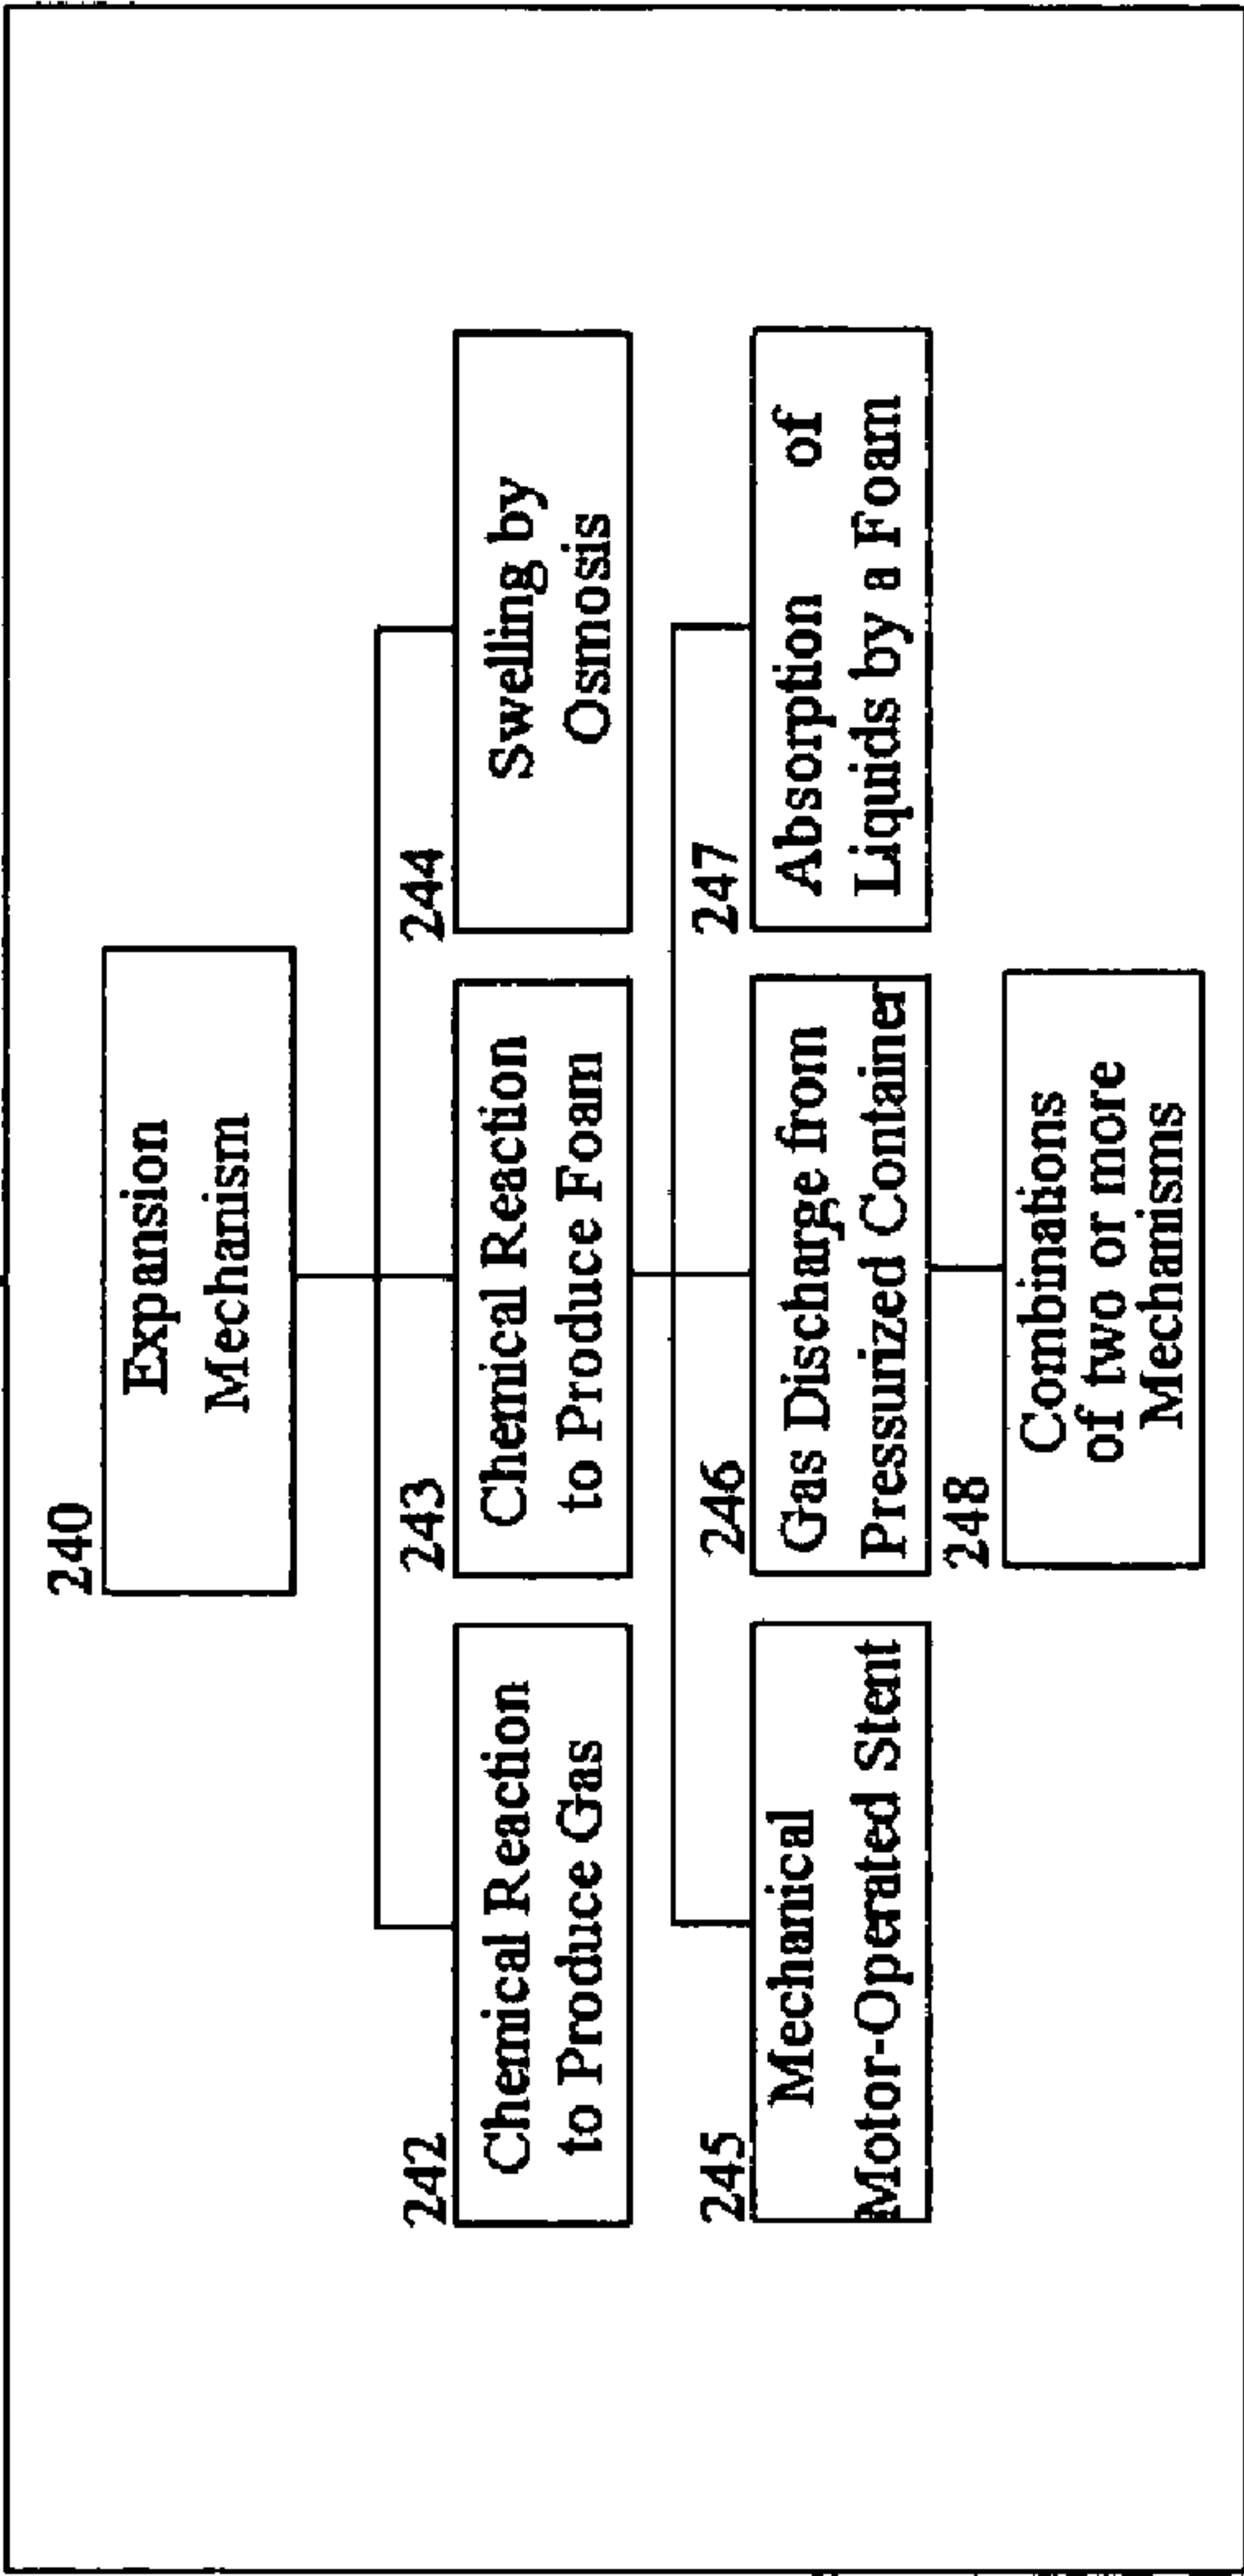 240
Expansion
Mechanism
242
Chemical Reaction
to Produce Gas
243
Chemical Reaction
to Produce Foam
244
Swelling by
Osmosis
245
Mechanical
Motor-Operated Stent
246
Gas Discharge from
Pressurized Container
247
Absorption of
Liquids by a Foam
248
Combinations
of two or more
Mechanisms